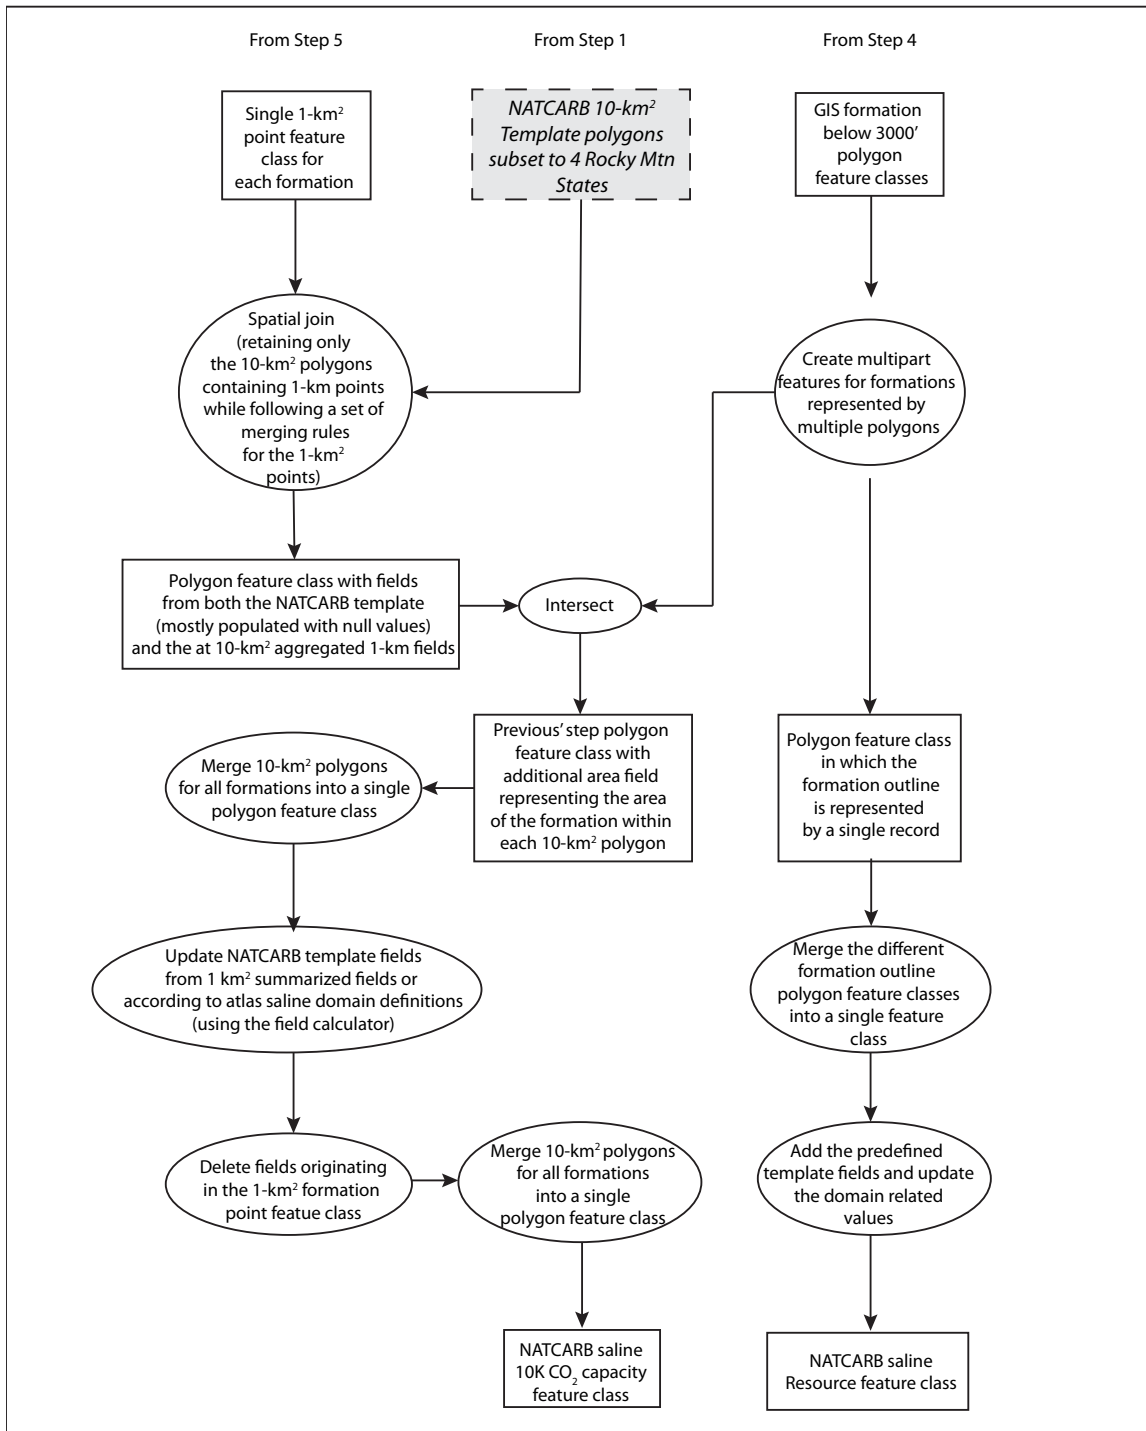 From Step 5
From Step 1
From Step 4
Single 1-km²
point feature
class for
each formation
NATCARB 10-km²
Template polygons
subset to 4 Rocky Mtn
States
GIS formation
below 3000’
polygon
feature classes
Spatial join
(retaining only
the 10-km² polygons
containing 1-km points
while following a set of
merging rules
for the 1-km²
points)
Create multipart
features for formations
represented by
multiple polygons
Polygon feature class with fields
from both the NATCARB template
(mostly populated with null values)
and the at 10-km² aggregated 1-km fields
Intersect
Merge 10-km² polygons
for all formations into a single
polygon feature class
Previous’ step polygon
feature class with
additional area field
representing the area
of the formation within
each 10-km² polygon
Polygon feature class
in which the
formation outline
is represented
by a single record
Update NATCARB template fields
from 1 km² summarized fields or
according to atlas saline domain definitions
(using the field calculator)
Merge the different
formation outline
polygon feature classes
into a single feature
class
Delete fields originating
in the 1-km² formation
point featue class
Merge 10-km² polygons
for all formations
into a single
polygon feature class
Add the predefined
template fields and update
the domain related
values
NATCARB saline
10K CO₂ capacity
feature class
NATCARB saline
Resource feature class